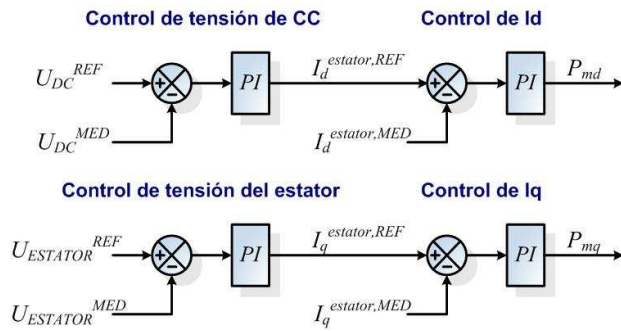 Control de tensión de CC Control de Id
U_DC^REF + − PI I_d^estator,REF + − PI P_md
U_DC^MED I_d^estator,MED
Control de tensión del estator Control de Iq
U_ESTATOR^REF + − PI I_q^estator,REF + − PI P_mq
U_ESTATOR^MED I_q^estator,MED